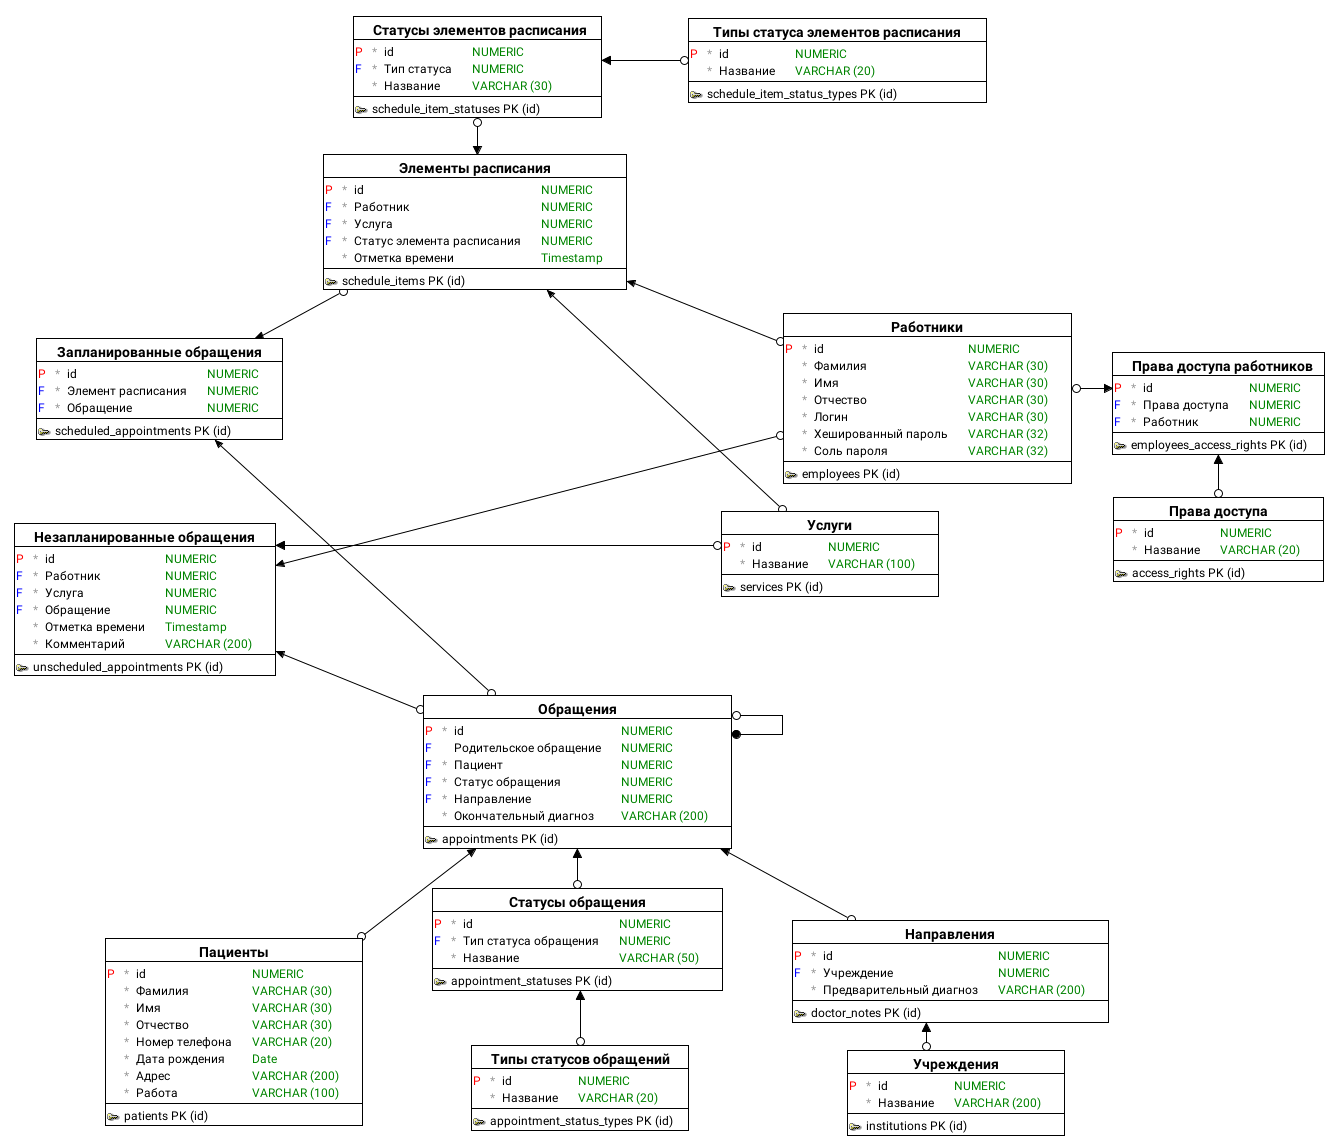 Статусы элементов расписания
P * id NUMERIC
F * Тип статуса NUMERIC
* Название VARCHAR (30)
schedule_item_statuses PK (id)
Типы статуса элементов расписания
P * id NUMERIC
* Название VARCHAR (20)
schedule_item_status_types PK (id)
Элементы расписания
P * id NUMERIC
F * Работник NUMERIC
F * Услуга NUMERIC
F * Статус элемента расписания NUMERIC
* Отметка времени Timestamp
schedule_items PK (id)
Запланированные обращения
P * id NUMERIC
F * Элемент расписания NUMERIC
F * Обращение NUMERIC
scheduled_appointments PK (id)
Работники
P * id NUMERIC
* Фамилия VARCHAR (30)
* Имя VARCHAR (30)
* Отчество VARCHAR (30)
* Логин VARCHAR (30)
* Хешированный пароль VARCHAR (32)
* Соль пароля VARCHAR (32)
employees PK (id)
Права доступа работников
P * id NUMERIC
F * Права доступа NUMERIC
F * Работник NUMERIC
employees_access_rights PK (id)
Права доступа
P * id NUMERIC
* Название VARCHAR (20)
access_rights PK (id)
Услуги
P * id NUMERIC
* Название VARCHAR (100)
services PK (id)
Незапланированные обращения
P * id NUMERIC
F * Работник NUMERIC
F * Услуга NUMERIC
F * Обращение NUMERIC
* Отметка времени Timestamp
* Комментарий VARCHAR (200)
unscheduled_appointments PK (id)
Обращения
P * id NUMERIC
F Родительское обращение NUMERIC
F * Пациент NUMERIC
F * Статус обращения NUMERIC
F * Направление NUMERIC
* Окончательный диагноз VARCHAR (200)
appointments PK (id)
Пациенты
P * id NUMERIC
* Фамилия VARCHAR (30)
* Имя VARCHAR (30)
* Отчество VARCHAR (30)
* Номер телефона VARCHAR (20)
* Дата рождения Date
* Адрес VARCHAR (200)
* Работа VARCHAR (100)
patients PK (id)
Статусы обращения
P * id NUMERIC
F * Тип статуса обращения NUMERIC
* Название VARCHAR (50)
appointment_statuses PK (id)
Типы статусов обращений
P * id NUMERIC
* Название VARCHAR (20)
appointment_status_types PK (id)
Направления
P * id NUMERIC
F * Учреждение NUMERIC
* Предварительный диагноз VARCHAR (200)
doctor_notes PK (id)
Учреждения
P * id NUMERIC
* Название VARCHAR (200)
institutions PK (id)